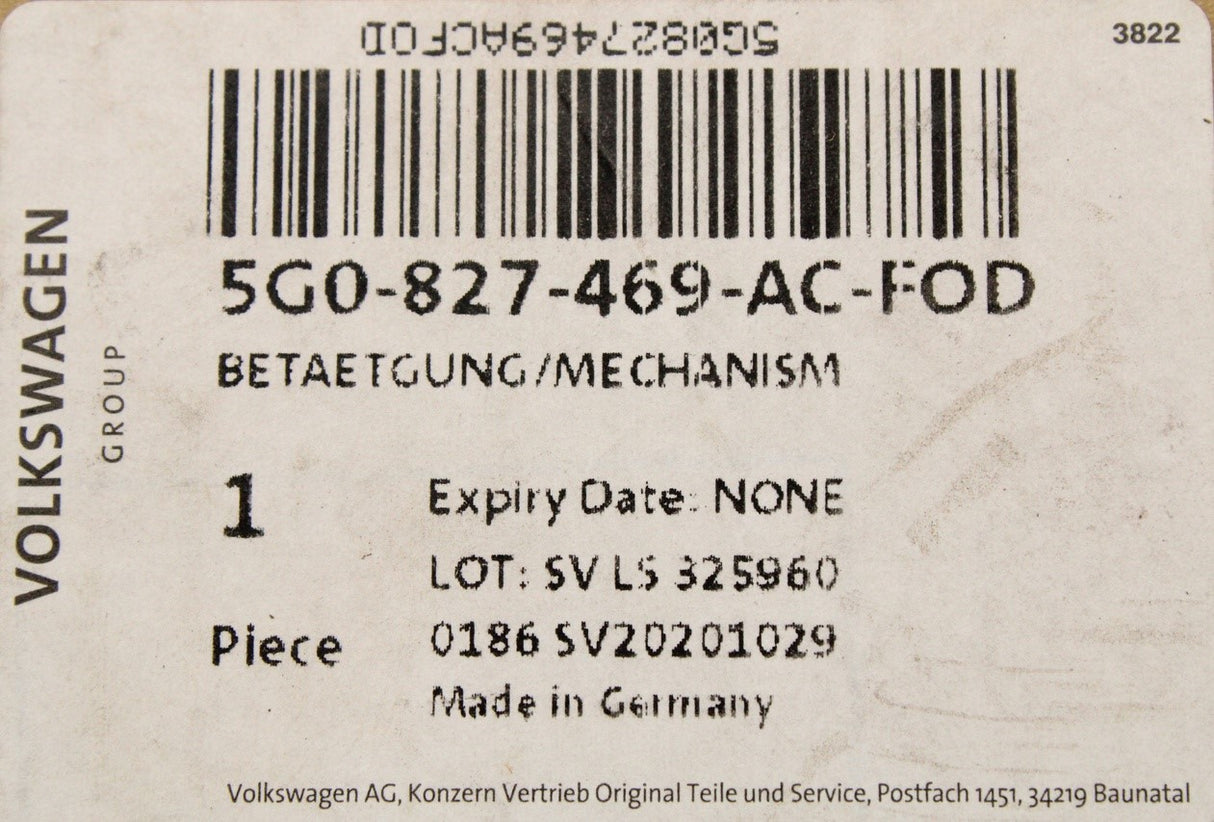 5G0827469ACFOD
3822
5G0-827-469-AC-FOD
BETAETGUNG/MECHANISM
VOLKSWAGEN
GROUP
1
Piece
Expiry Date: NONE
LOT: SV LS 325960
0186 SV20201029
Made in Germany
Volkswagen AG, Konzern Vertrieb Original Teile und Service, Postfach 1451, 34219 Baunatal